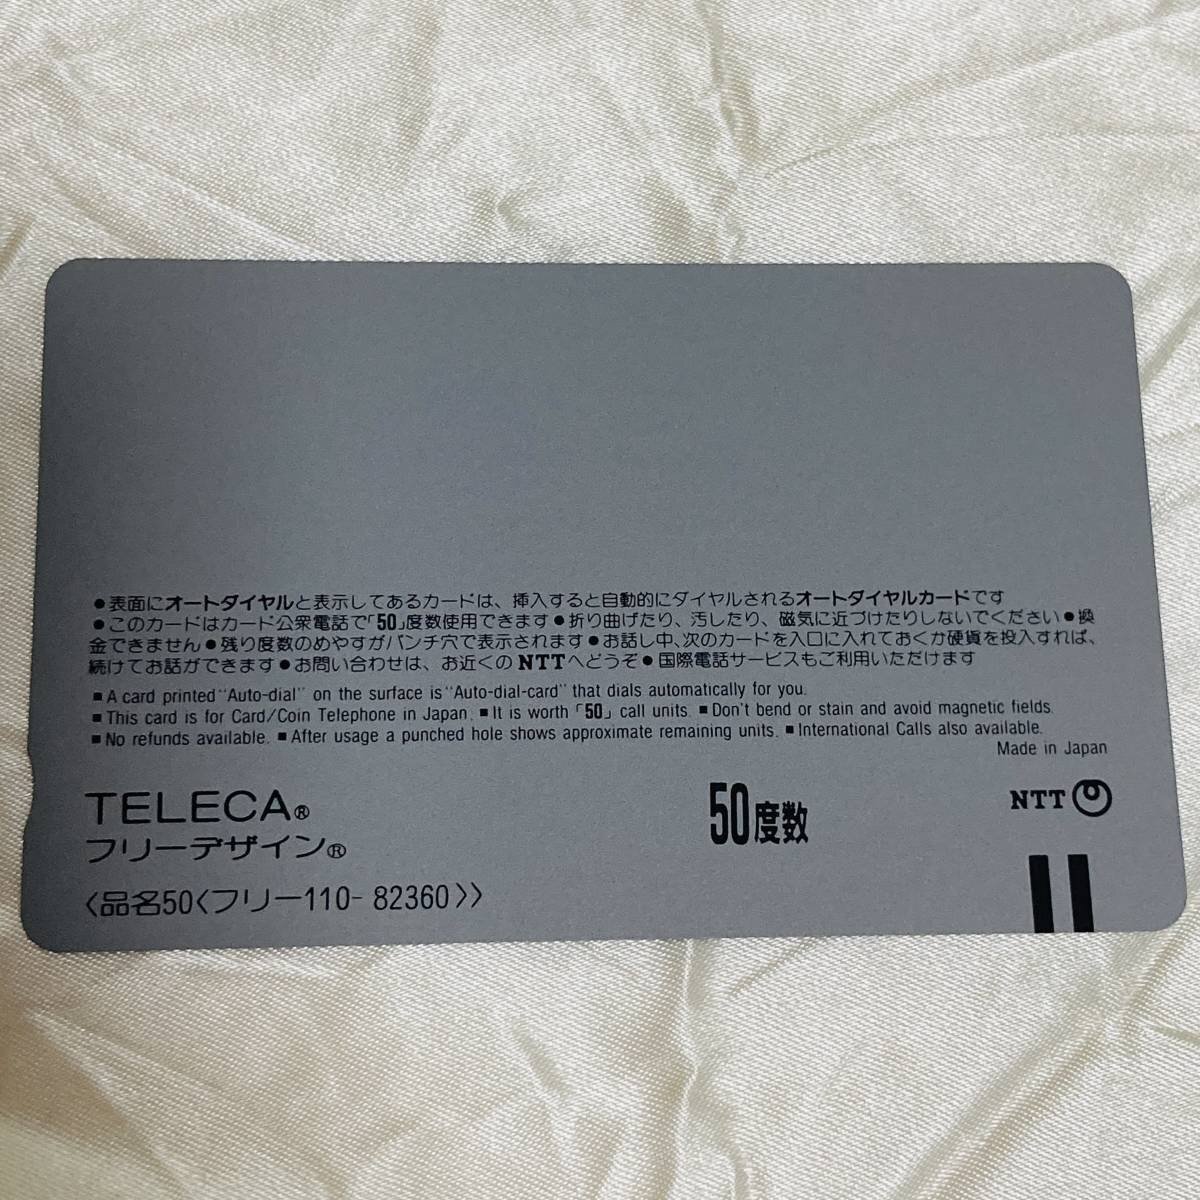 ●表面にオートダイヤルと表示してあるカードは、挿入すると自動的にダイヤルされるオートダイヤルカードです
●このカードはカード公衆電話で「50」度数使用できます●折り曲げたり、汚したり、磁気に近づけたりしないでください●換
金できません●残り度数のめやすがパンチ穴で表示されます●お話し中、次のカードを入口に入れておくか硬貨を投入すれば、
続けてお話ができます●お問い合わせは、お近くのNTTへどうぞ●国際電話サービスもご利用いただけます
■A card printed "Auto-dial" on the surface is "Auto-dial-card" that dials automatically for you.
■This card is for Card/Coin Telephone in Japan. ■It is worth「50」call units. ■Don't bend or stain and avoid magnetic fields.
■No refunds available. ■After usage a punched hole shows approximate remaining units. ■International Calls also available.
Made in Japan
TELECA®
フリーデザイン®
50度数
NTT
〈品名50〈フリー110-82360〉〉